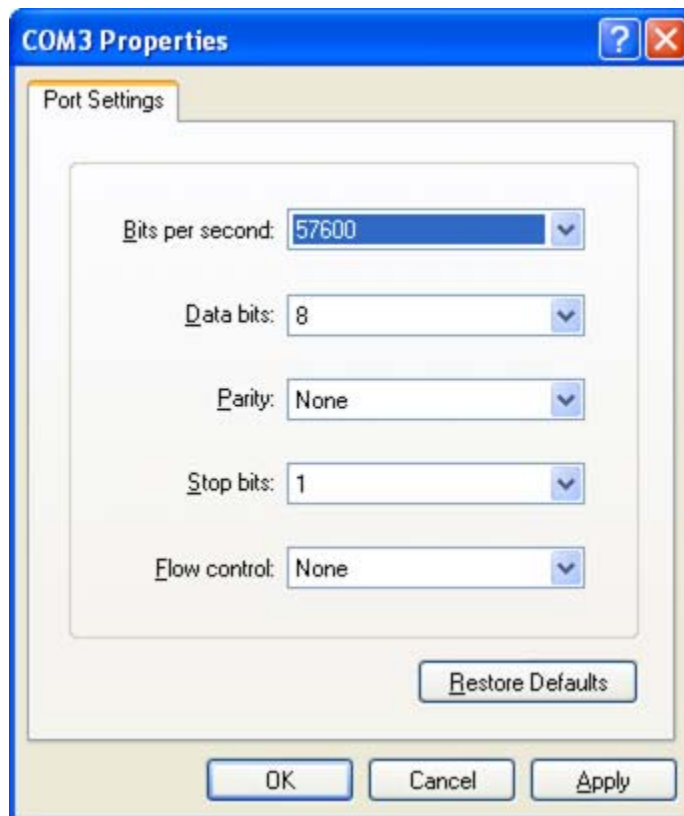 COM3 Properties
Port Settings
Bits per second: 57600
Data bits: 8
Parity: None
Stop bits: 1
Flow control: None
Restore Defaults
OK Cancel Apply